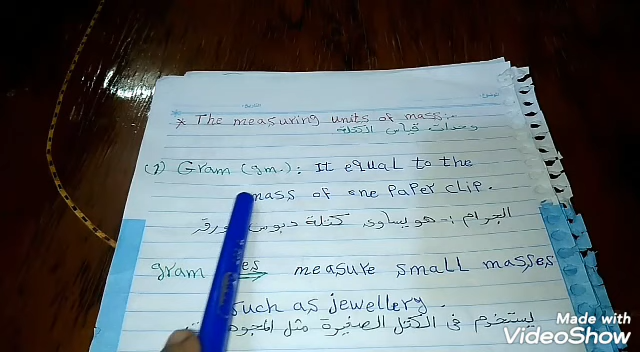 التاريخ: الموضوع:
* The measuring units of mass:-
وحدات قياس الكتلة
(1) Gram (gm.): It equal to the
mass of one paper clip.
الجرام :- هو يساوى كتلة دبوس ورق
gram measure small masses
such as jewellery.
يستخدم فى الكتل الصغيرة مثل
Made with
VideoShow